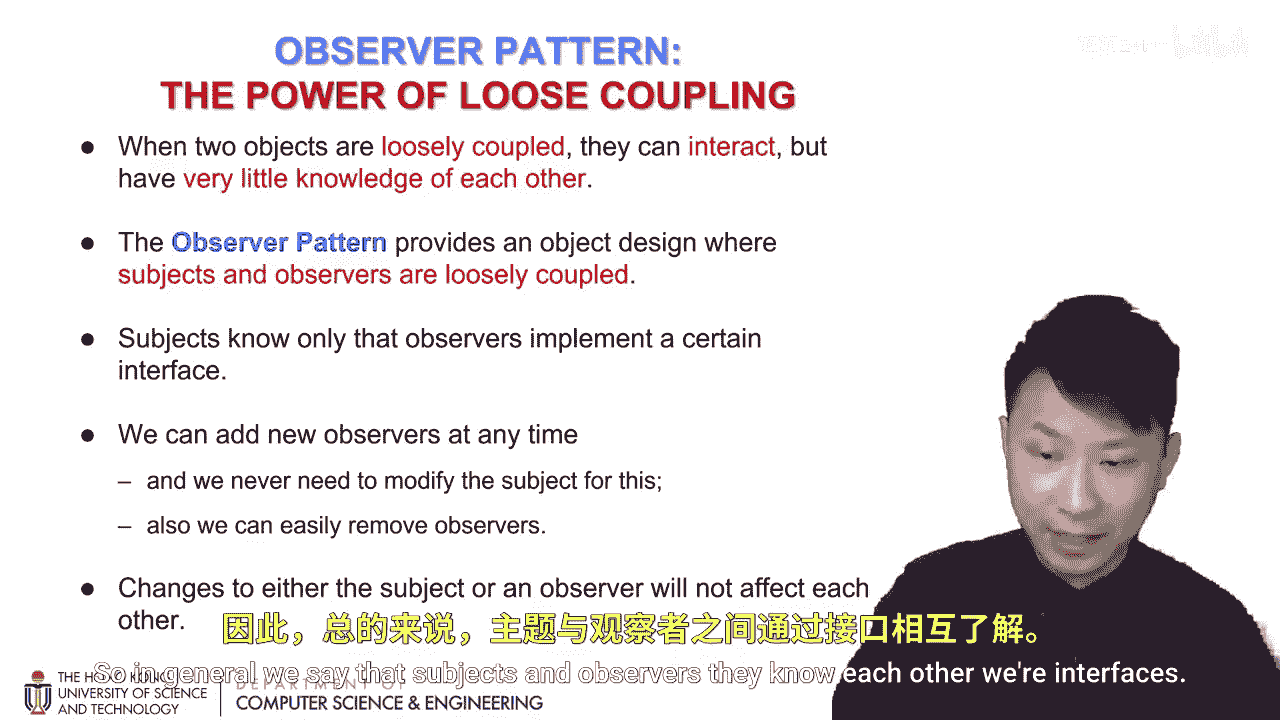 OBSERVER PATTERN:
THE POWER OF LOOSE COUPLING
● When two objects are loosely coupled, they can interact, but
have very little knowledge of each other.
● The Observer Pattern provides an object design where
subjects and observers are loosely coupled.
● Subjects know only that observers implement a certain
interface.
● We can add new observers at any time
– and we never need to modify the subject for this;
– also we can easily remove observers.
● Changes to either the subject or an observer will not affect each
other.
因此，总的来说，主题与观察者之间通过接口相互了解。
So in general we say that subjects and observers they know each other we're interfaces.
THE HONG KONG
UNIVERSITY OF SCIENCE
AND TECHNOLOGY
DEPARTMENT OF
COMPUTER SCIENCE & ENGINEERING